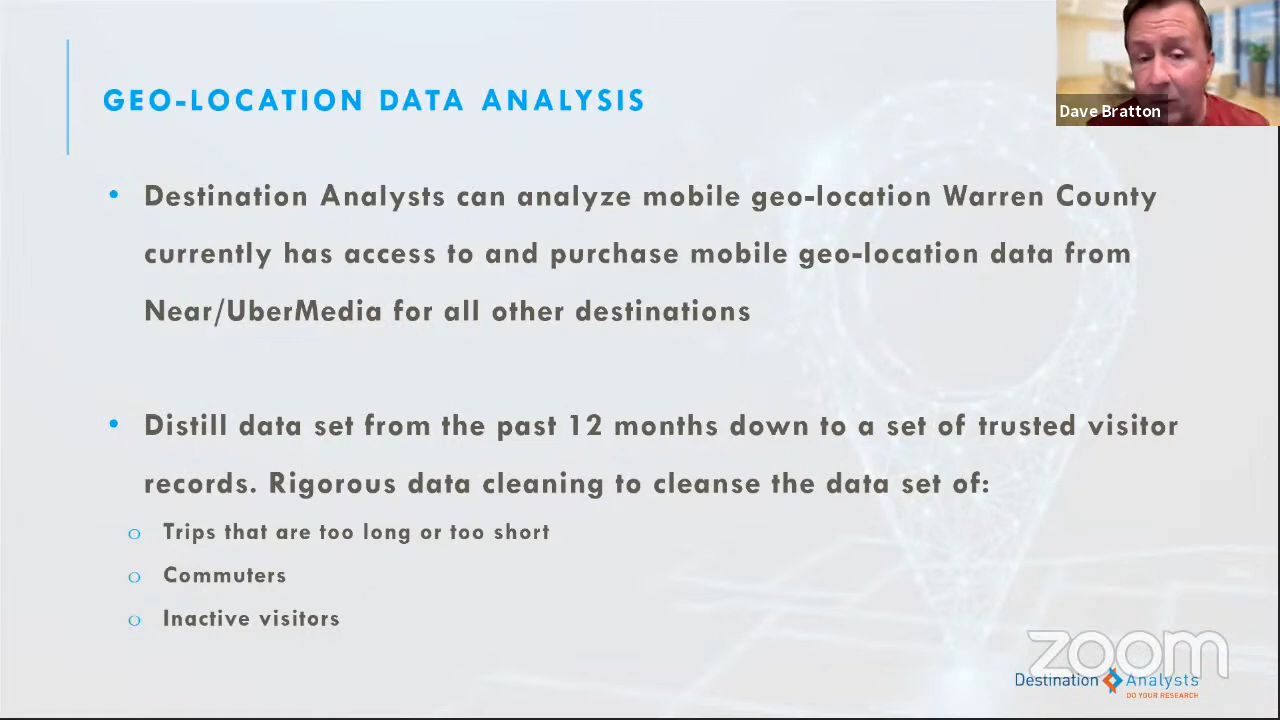 GEO-LOCATION DATA ANALYSIS
Dave Bratton
• Destination Analysts can analyze mobile geo-location Warren County
currently has access to and purchase mobile geo-location data from
Near/UberMedia for all other destinations
• Distill data set from the past 12 months down to a set of trusted visitor
records. Rigorous data cleaning to cleanse the data set of:
o Trips that are too long or too short
o Commuters
o Inactive visitors
zoom
Destination Analysts
DO YOUR RESEARCH